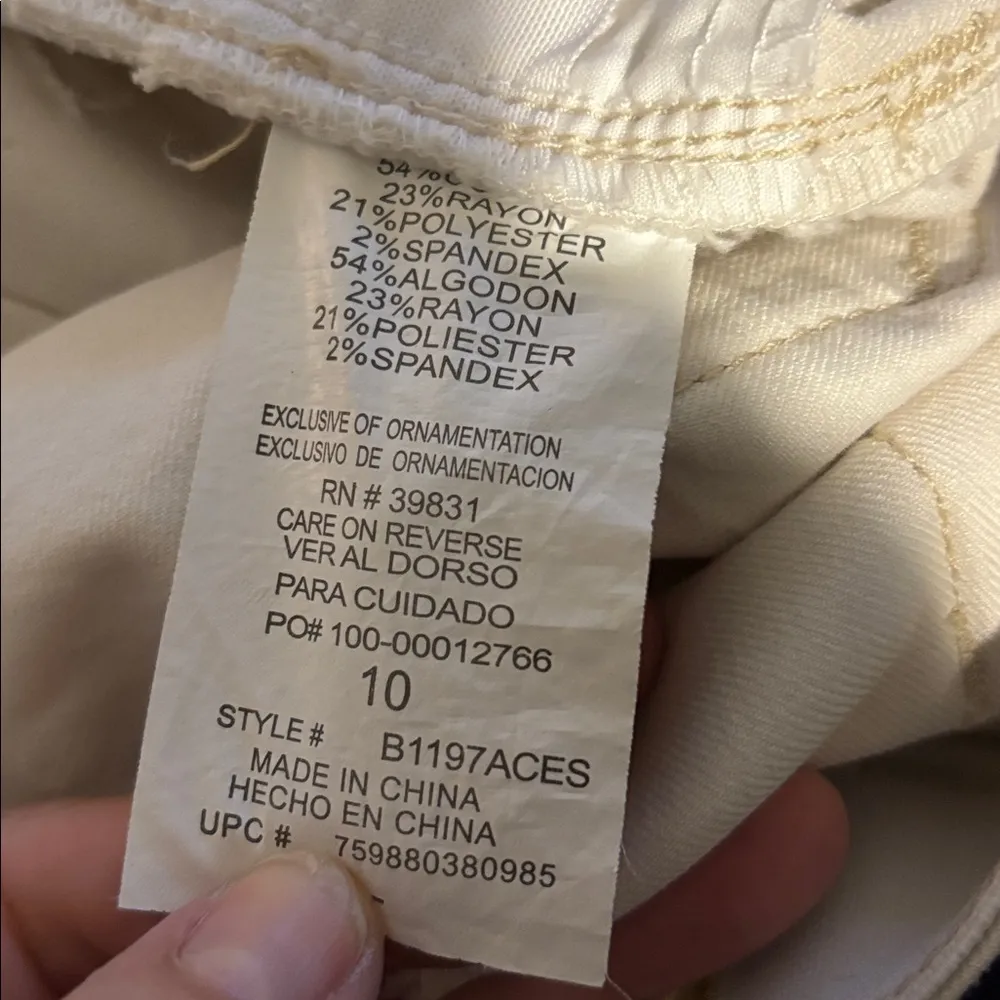 54%
23%RAYON
21%POLYESTER
2%SPANDEX
54%ALGODON
23%RAYON
21%POLIESTER
2%SPANDEX
EXCLUSIVE OF ORNAMENTATION
EXCLUSIVO DE ORNAMENTACION
RN # 39831
CARE ON REVERSE
VER AL DORSO
PARA CUIDADO
PO# 100-00012766
10
STYLE # B1197ACES
MADE IN CHINA
HECHO EN CHINA
UPC # 759880380985